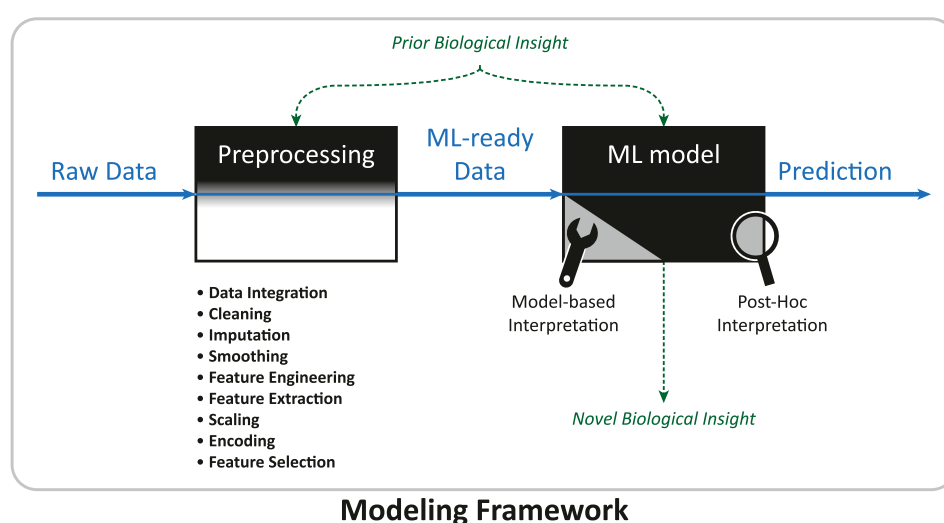 Prior Biological Insight
Raw Data
Preprocessing
ML-ready
Data
ML model
Prediction
• Data Integration
• Cleaning
• Imputation
• Smoothing
• Feature Engineering
• Feature Extraction
• Scaling
• Encoding
• Feature Selection
Model-based
Interpretation
Post-Hoc
Interpretation
Novel Biological Insight
Modeling Framework